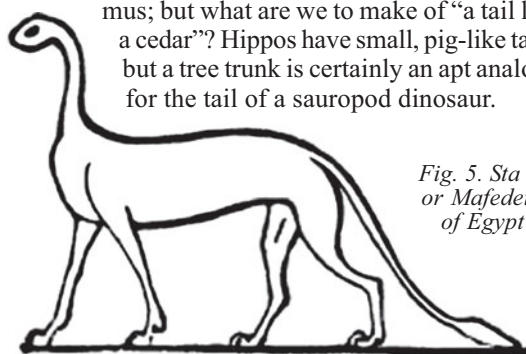 mus; but what are we to make of “a tail l
a cedar”? Hippos have small, pig-like ta
but a tree trunk is certainly an apt analo
for the tail of a sauropod dinosaur.
Fig. 5. Sta
or Mafedet
of Egypt